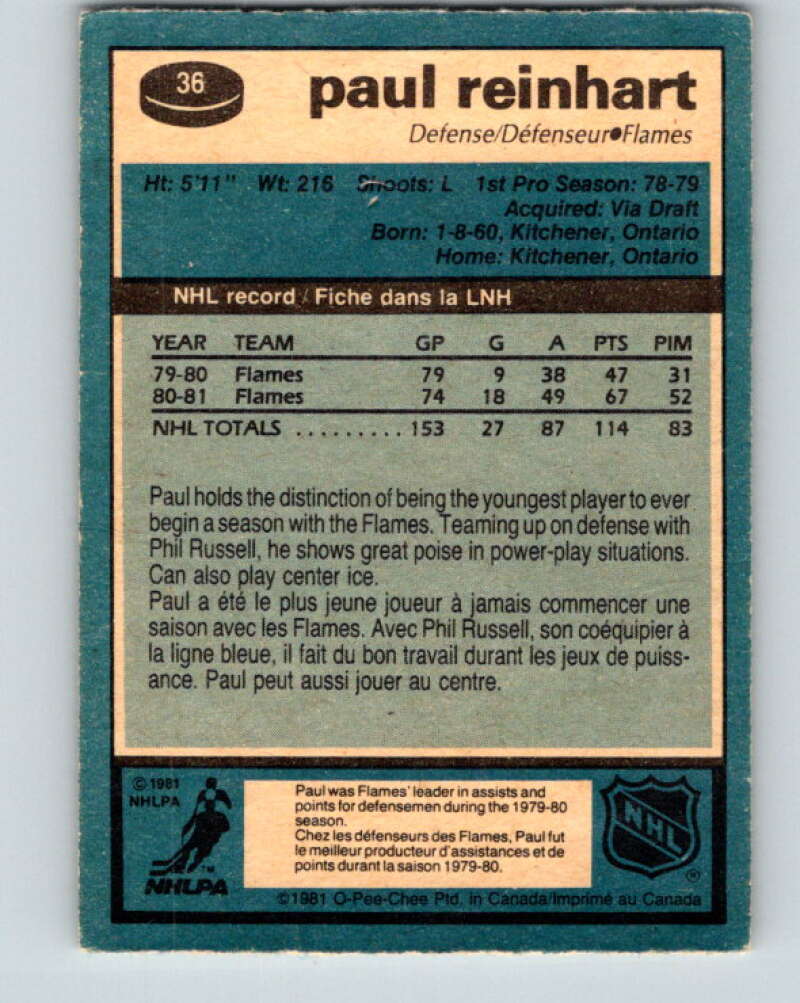 36
paul reinhart
Defense/Défenseur●Flames
Ht: 5'11" Wt: 216 Shoots: L 1st Pro Season: 78-79
Acquired: Via Draft
Born: 1-8-60, Kitchener, Ontario
Home: Kitchener, Ontario
NHL record / Fiche dans la LNH
YEAR TEAM GP G A PTS PIM
79-80 Flames 79 9 38 47 31
80-81 Flames 74 18 49 67 52
NHL TOTALS ......... 153 27 87 114 83
Paul holds the distinction of being the youngest player to ever
begin a season with the Flames. Teaming up on defense with
Phil Russell, he shows great poise in power-play situations.
Can also play center ice.
Paul a été le plus jeune joueur à jamais commencer une
saison avec les Flames. Avec Phil Russell, son coéquipier à
la ligne bleue, il fait du bon travail durant les jeux de puiss-
ance. Paul peut aussi jouer au centre.
© 1981
NHLPA
TM
NHLPA
Paul was Flames' leader in assists and
points for defensemen during the 1979-80
season.
Chez les défenseurs des Flames, Paul fut
le meilleur producteur d'assistances et de
points durant la saison 1979-80.
NHL
®
©1981 O-Pee-Chee Ptd. in Canada/Imprimé au Canada